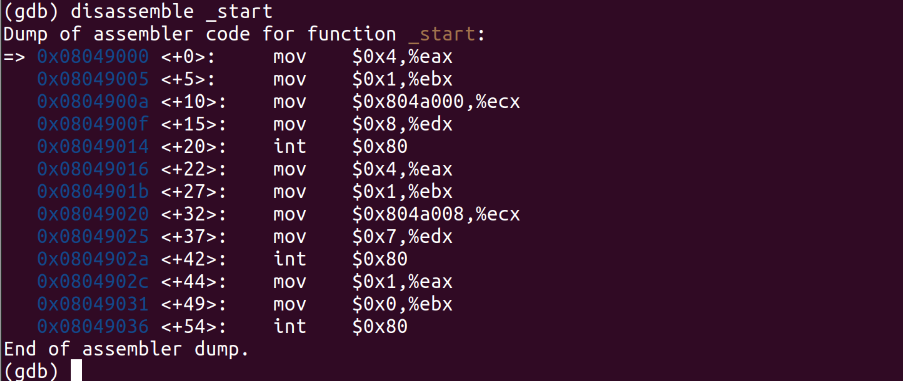 (gdb) disassemble _start
Dump of assembler code for function _start:
=> 0x08049000 <+0>:     mov    $0x4,%eax
   0x08049005 <+5>:     mov    $0x1,%ebx
   0x0804900a <+10>:    mov    $0x804a000,%ecx
   0x0804900f <+15>:    mov    $0x8,%edx
   0x08049014 <+20>:    int    $0x80
   0x08049016 <+22>:    mov    $0x4,%eax
   0x0804901b <+27>:    mov    $0x1,%ebx
   0x08049020 <+32>:    mov    $0x804a008,%ecx
   0x08049025 <+37>:    mov    $0x7,%edx
   0x0804902a <+42>:    int    $0x80
   0x0804902c <+44>:    mov    $0x1,%eax
   0x08049031 <+49>:    mov    $0x0,%ebx
   0x08049036 <+54>:    int    $0x80
End of assembler dump.
(gdb)